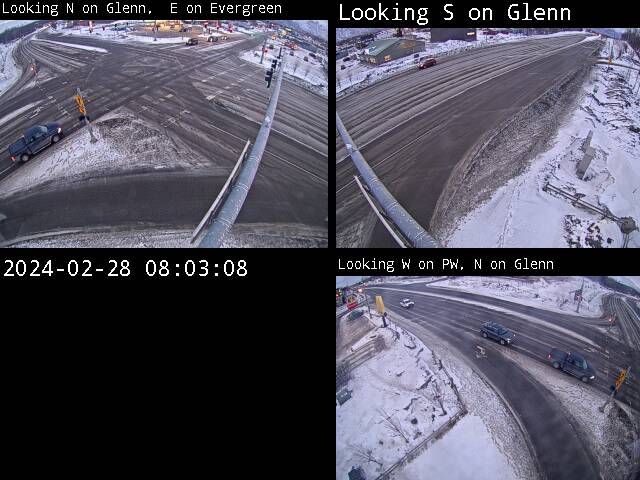 Looking N on Glenn, E on Evergreen
Looking S on Glenn
2024-02-28 08:03:08
Looking W on PW, N on Glenn